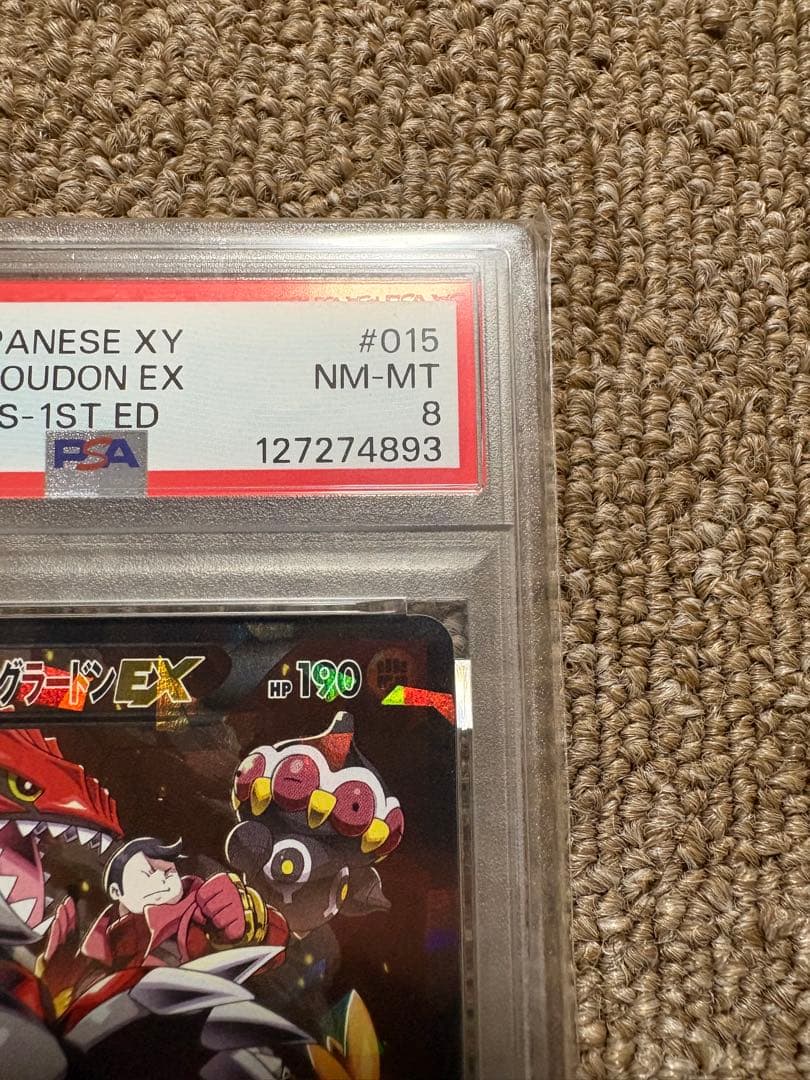 PANESE XY #015
OUDON EX NM-MT
S-1ST ED 8
PSA 127274893
グラードンEX HP190